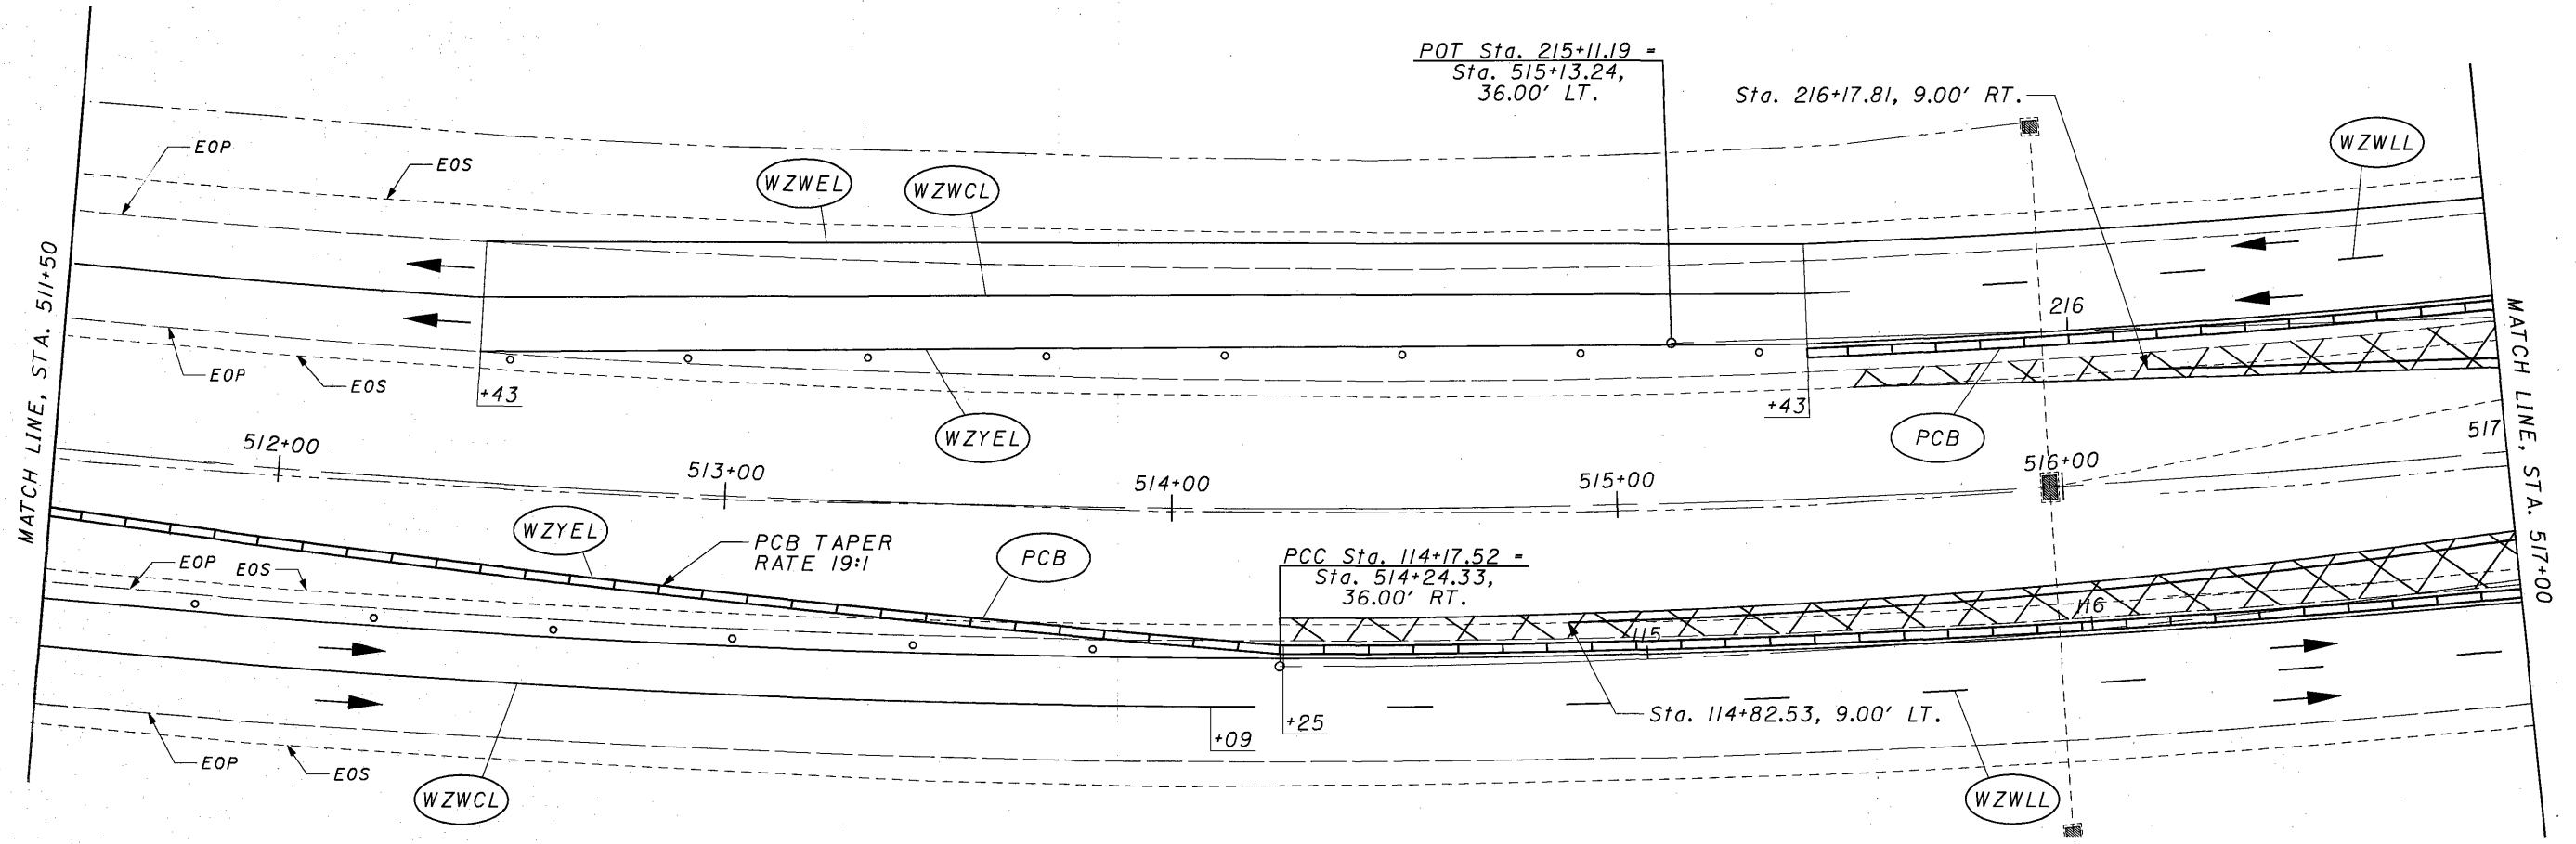 POT Sta. 215+11.19 =
Sta. 515+13.24,
36.00' LT.
Sta. 216+17.81, 9.00' RT.
WZWLL
EOP
EOS
WZWEL
WZWCL
MATCH LINE, STA. 511+50
216
EOP
EOS
+43
+43
WZYEL
PCB
MATCH LINE, STA. 517+00
512+00
513+00
514+00
515+00
516+00
517
WZYEL
PCB TAPER
RATE 19:1
PCB
PCC Sta. 114+17.52 =
Sta. 514+24.33,
36.00' RT.
EOP
EOS
115
116
Sta. 114+82.53, 9.00' LT.
+25
+09
EOP
EOS
WZWCL
WZWLL